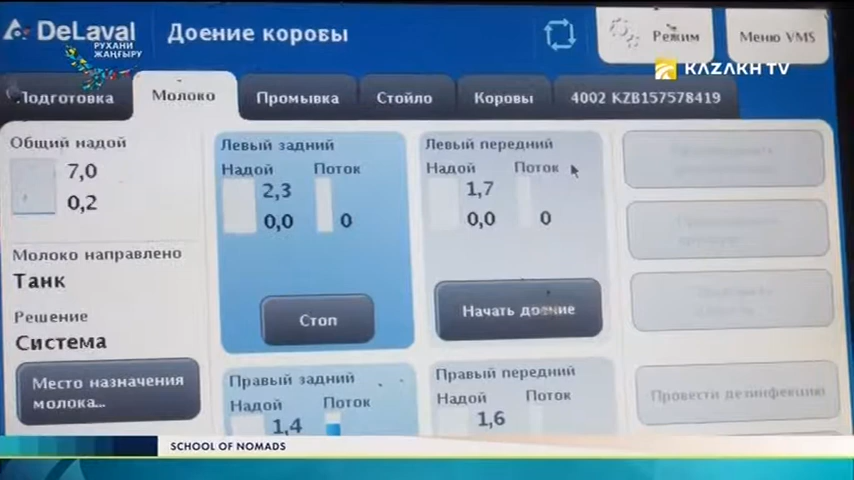 DeLaval
Доение коровы
Режим
Меню VMS
РУХАНИ
ЖАҢҒЫРУ
KAZAKH TV
Подготовка
Молоко
Промывка
Стойло
Коровы
4002 KZB157578419
Общий надой
7,0
0,2
Молоко направлено
Танк
Решение
Система
Место назначения
молока...
Левый задний
Надой Поток
2,3
0,0 0
Стоп
Левый передний
Надой Поток
1,7
0,0 0
Начать доение
Правый задний
Надой Поток
1,4
Правый передний
Надой Поток
1,6
Провести дезинфекцию
SCHOOL OF NOMADS